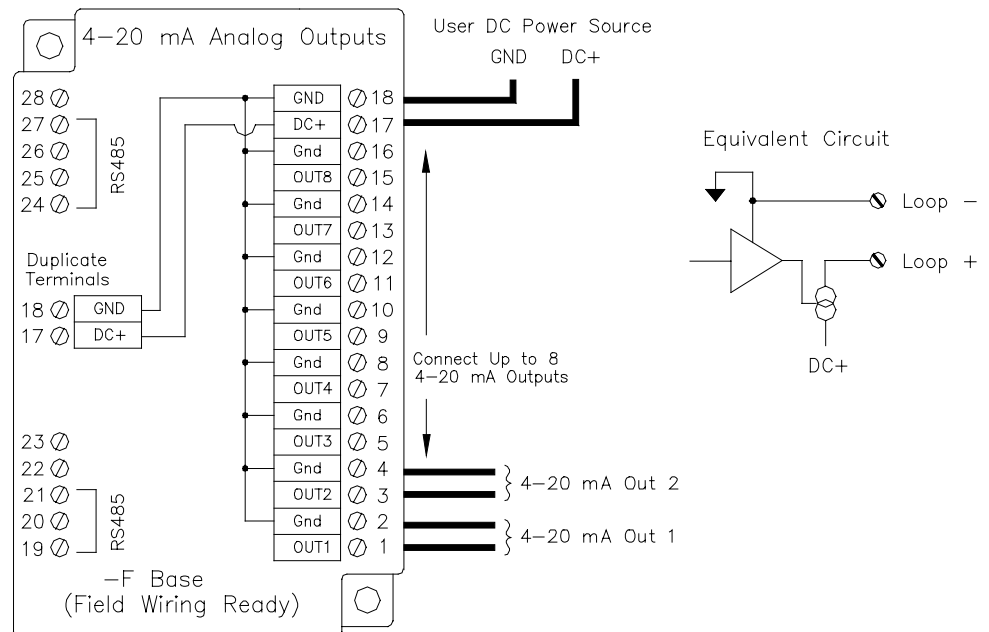 4-20 mA Analog Outputs
User DC Power Source
GND DC+
28
27
26
25
24
RS485
Duplicate
Terminals
18 GND
17 DC+
23
22
21
20
19
RS485
GND 18
DC+ 17
Gnd 16
OUT8 15
Gnd 14
OUT7 13
Gnd 12
OUT6 11
Gnd 10
OUT5 9
Gnd 8
OUT4 7
Gnd 6
OUT3 5
Gnd 4
OUT2 3
Gnd 2
OUT1 1
Connect Up to 8
4-20 mA Outputs
4-20 mA Out 2
4-20 mA Out 1
-F Base
(Field Wiring Ready)
Equivalent Circuit
Loop -
Loop +
DC+